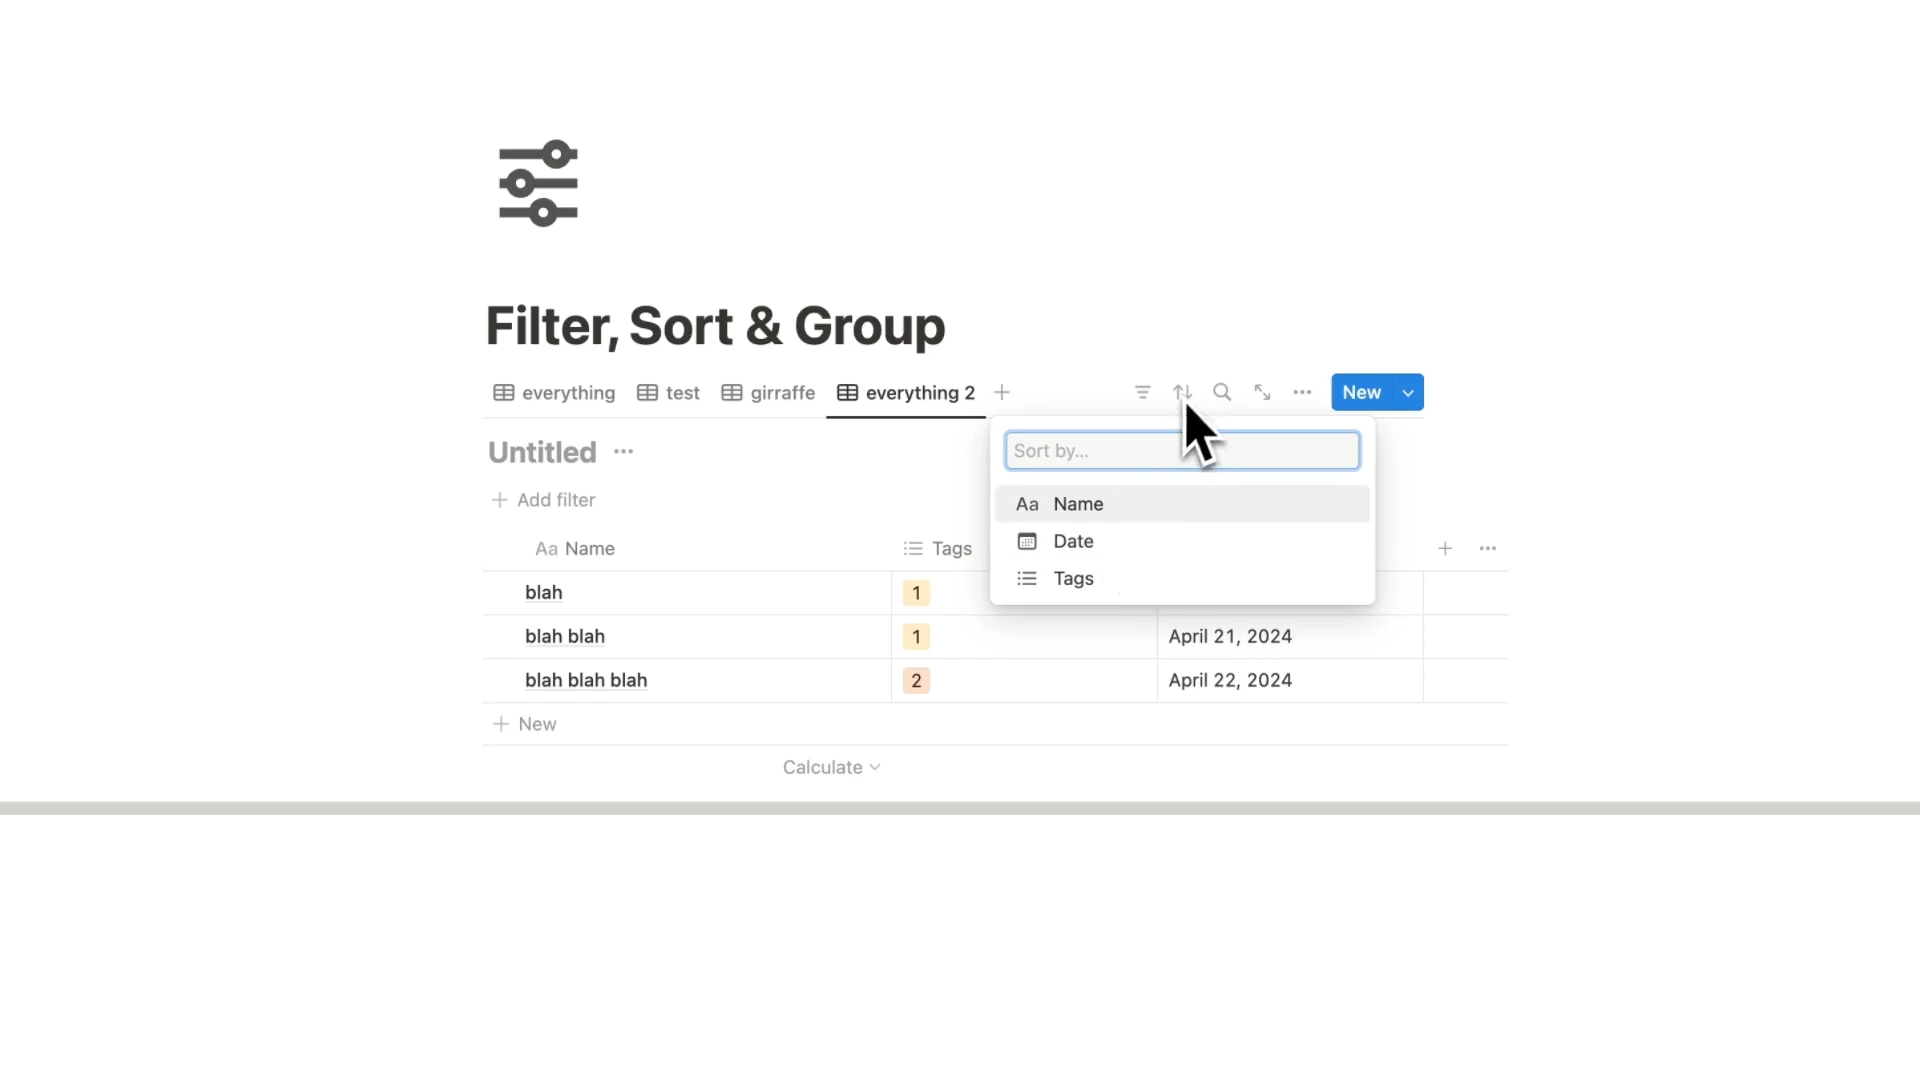 Filter, Sort & Group
everything test girraffe everything 2 New
Sort by...
Untitled
Add filter
Aa Name
Date
Tags
Aa Name Tags
blah 1
blah blah 1 April 21, 2024
blah blah blah 2 April 22, 2024
New
Calculate